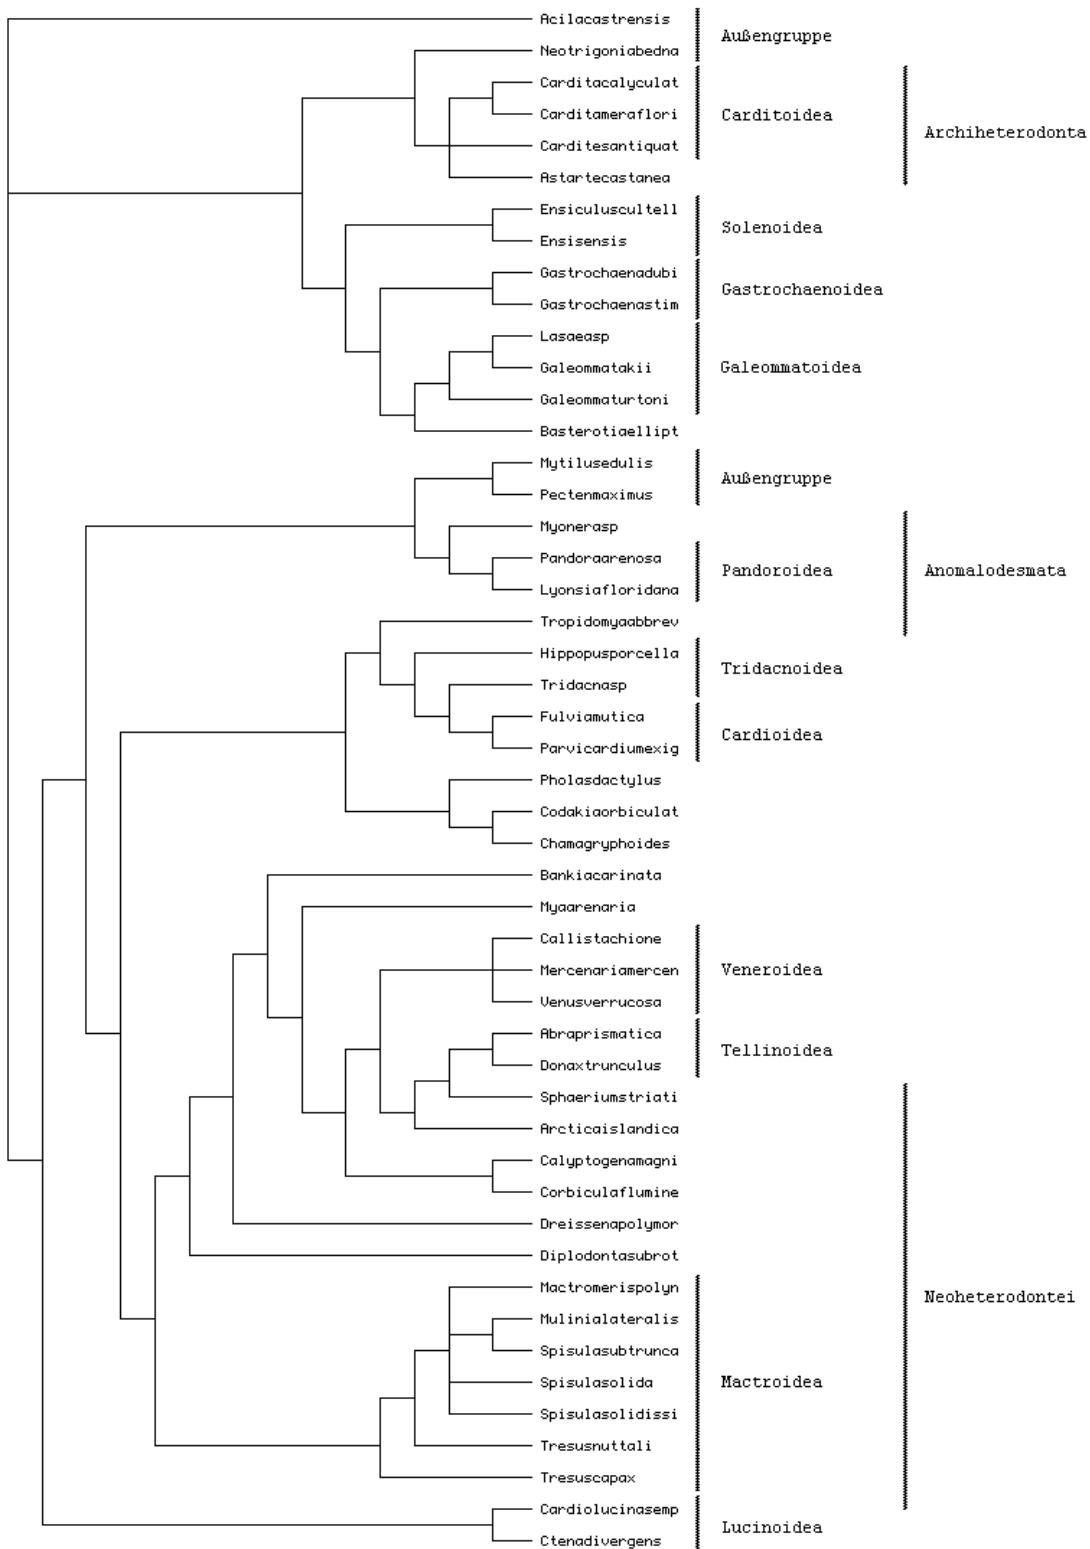 Acilacastrensis
Außengruppe
Neotrigoniabedna
Carditacalyculat
Carditameraflori
Carditoidea
Archiheterodonta
Carditesantiquat
Astartecastanea
Ensiculuscultell
Solenoidea
Ensisensis
Gastrochaenadubi
Gastrochaenoidea
Gastrochaenastim
Lasaeasp
Galeommatakii
Galeommatoidea
Galeommaturtoni
Basterotiaellipt
Mytilusedulis
Außengruppe
Pectenmaximus
Myonerasp
Pandoraarenosa
Pandoroidea
Anomalodesmata
Lyonsiafloridana
Tropidomyaabbrev
Hippopusporcella
Tridacnoidea
Tridacnasp
Fulviamutica
Cardioidea
Parvicardiumexig
Pholasdactylus
Codakiaorbiculat
Chamagryphoides
Bankiacarinata
Myaarenaria
Callistachione
Mercenariamercen
Veneroidea
Venusverrucosa
Abraprismatica
Tellinoidea
Donaxtrunculus
Sphaeriumstriati
Arcticaislandica
Calyptogenamagni
Corbiculaflumine
Dreissenapolymor
Diplodontasubrot
Mactromerispolyn
Neoheterodontei
Mulinialateralis
Spisulasubtrunca
Spisulasolida
Mactroidea
Spisulasolidissi
Tresusnuttali
Tresuscapax
Cardiolucinasemp
Lucinoidea
Ctenadivergens